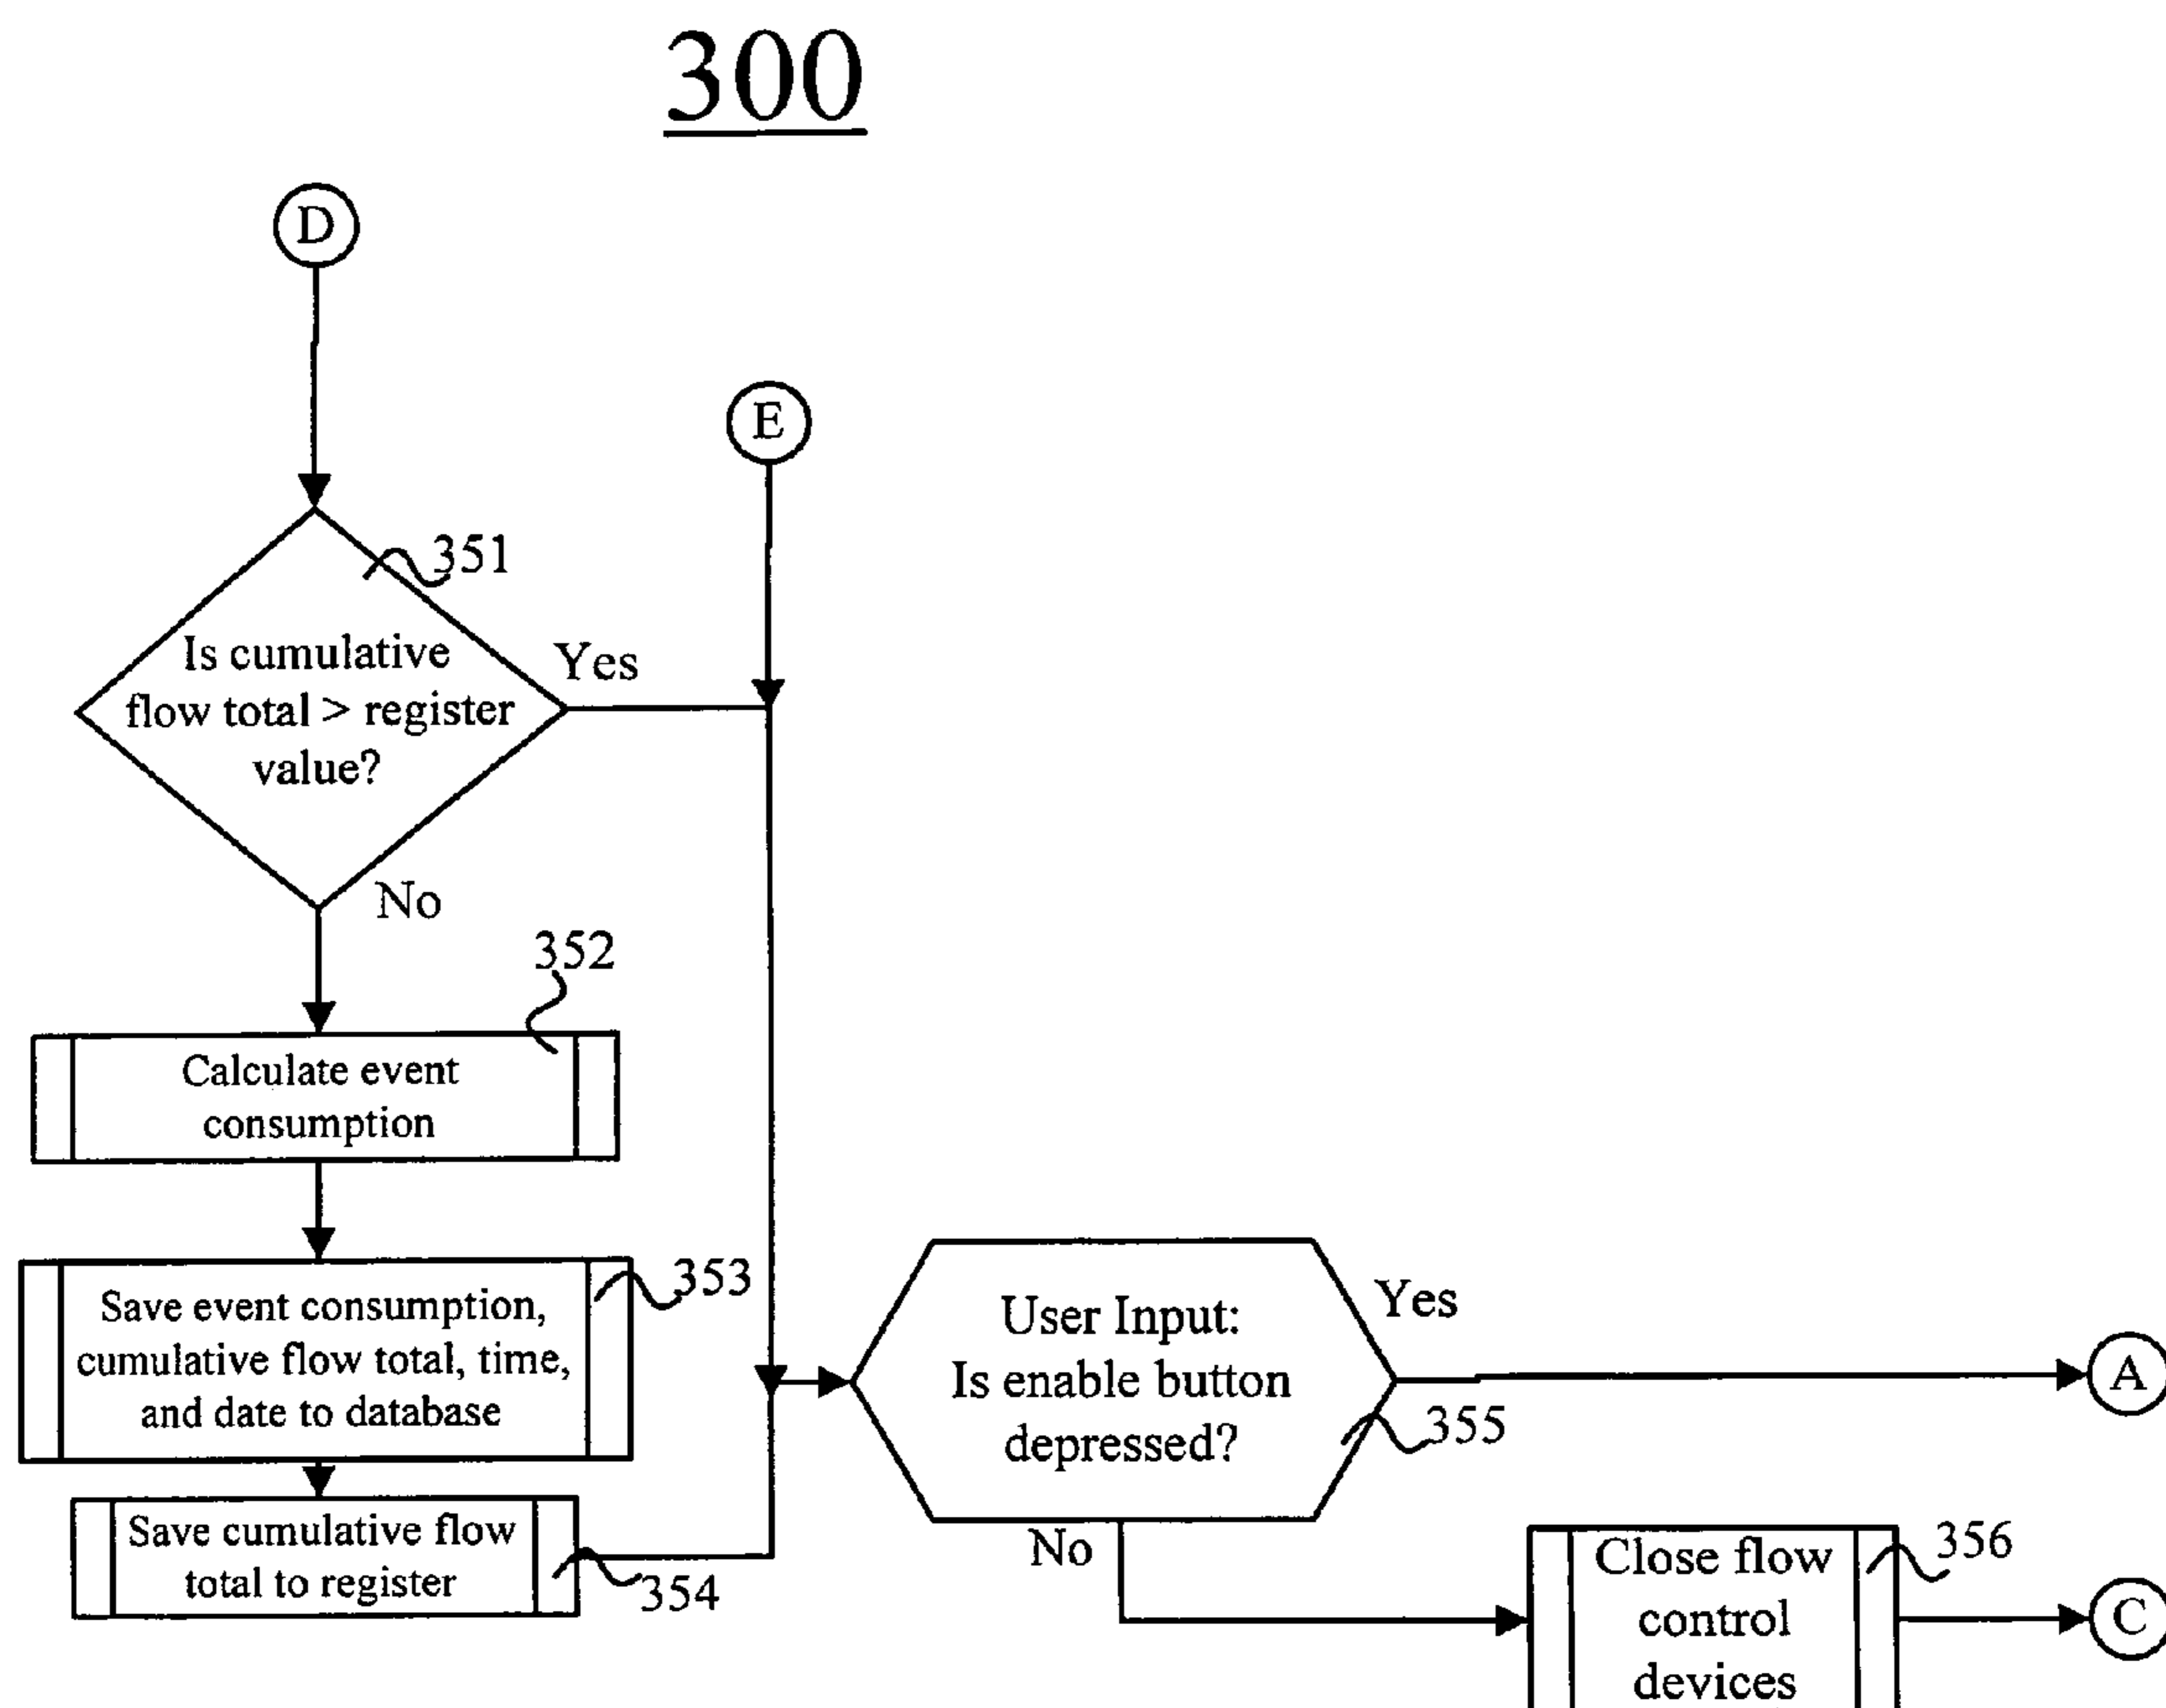 300
D
E
351
Is cumulative
flow total > register
value?
Yes
No
352
Calculate event
consumption
353
Save event consumption,
cumulative flow total, time,
and date to database
Save cumulative flow
total to register
354
User Input:
Is enable button
depressed?
Yes
355
A
No
Close flow
control
devices
356
C